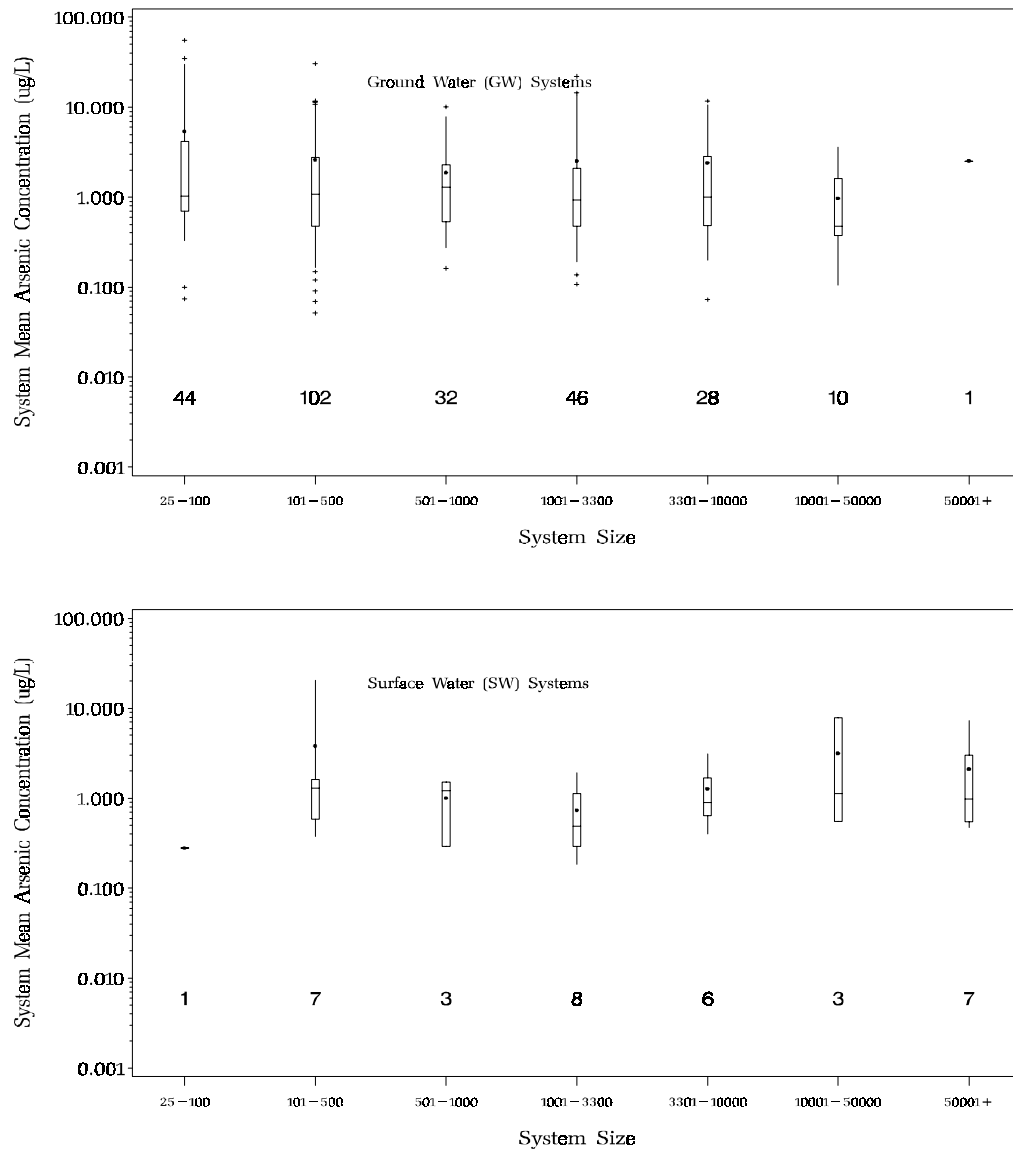 100.000
10.000
1.000
0.100
0.010
0.001
System Mean Arsenic Concentration (ug/L)
Ground Water (GW) Systems
44 102 32 46 28 10 1
25-100 101-500 501-1000 1001-3300 3301-10000 10001-50000 50001+
System Size
100.000
10.000
1.000
0.100
0.010
0.001
System Mean Arsenic Concentration (ug/L)
Surface Water (SW) Systems
1 7 3 8 6 3 7
25-100 101-500 501-1000 1001-3300 3301-10000 10001-50000 50001+
System Size